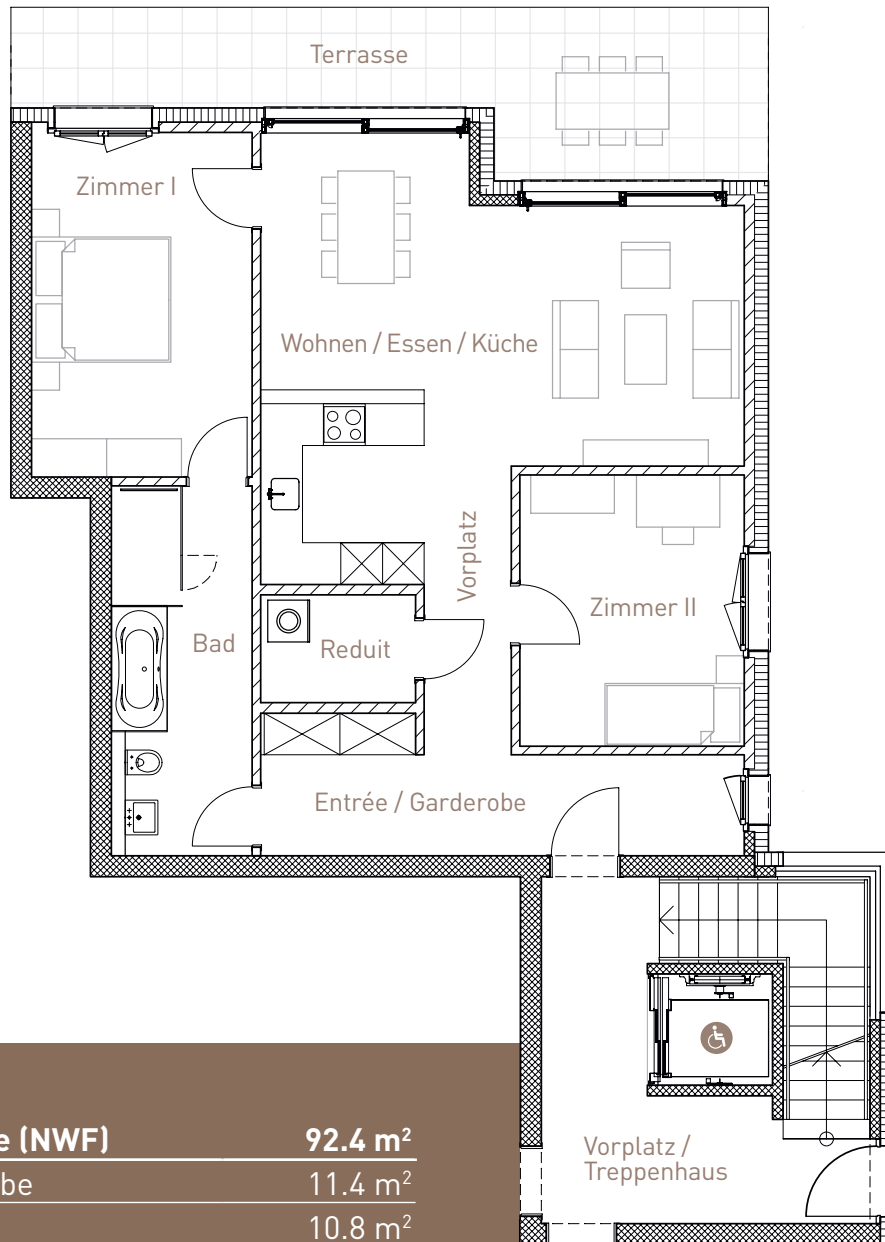 Terrasse
Zimmer I
Wohnen / Essen / Küche
Vorplatz
Zimmer II
Bad
Reduit
Entrée / Garderobe
Vorplatz /
Treppenhaus
e (NWF) 92.4 m²
be 11.4 m²
10.8 m²